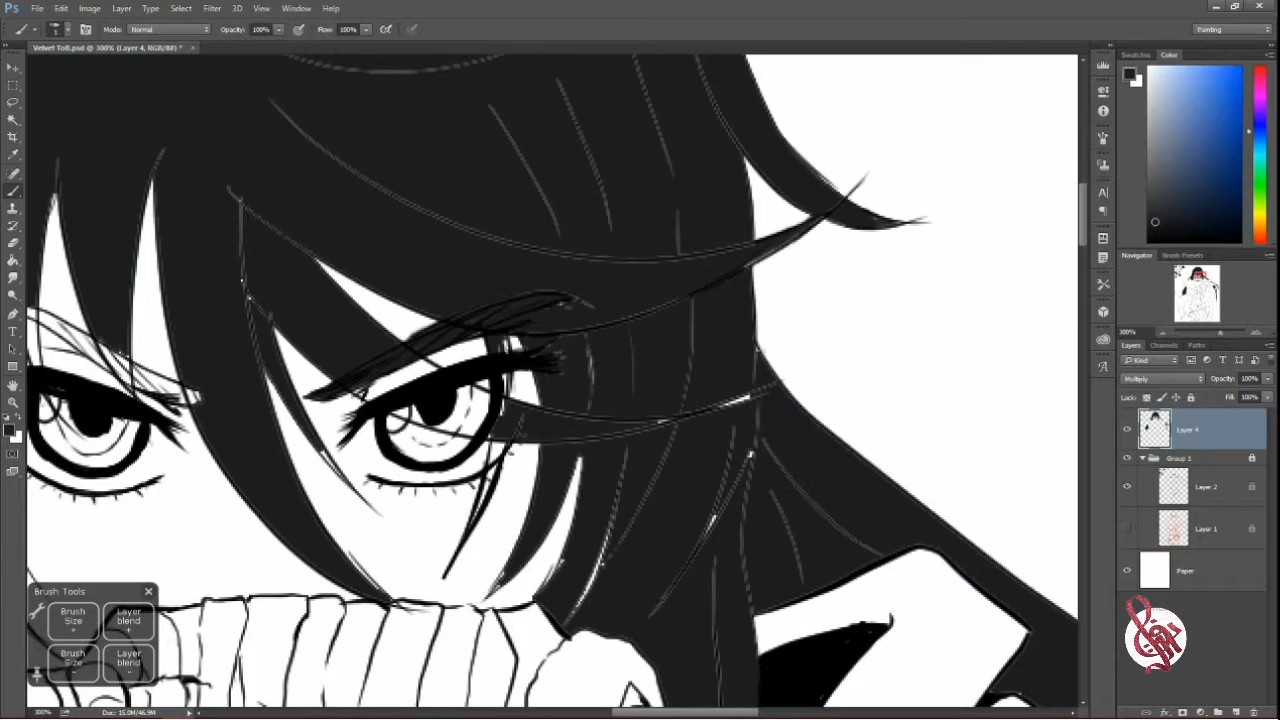 Ps File Edit Image Layer Type Select Filter 3D View Window Help
Mode: Normal Opacity: 100% Flow: 100% Painting
Velvet ToB.psd @ 300% (Layer 4, RGB/8#) *
Swatches Color
Navigator Brush Presets
300%
Layers Channels Paths
Kind
Multiply Opacity: 100%
Lock: Fill: 100%
Layer 4
Group 1
Layer 2
Layer 1
Paper
Brush Tools
Brush Size +
Layer blend +
Brush Size -
Layer blend -
300% Doc: 15.0M/46.9M